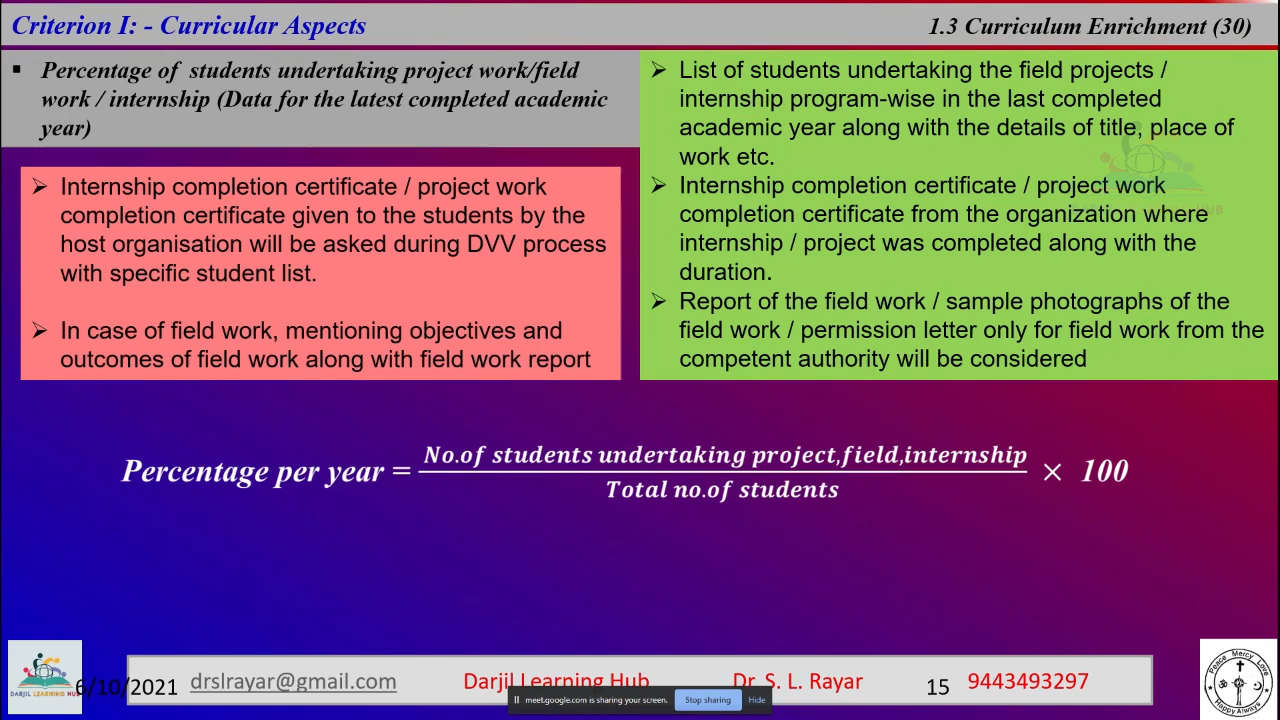 Criterion I: - Curricular Aspects
1.3 Curriculum Enrichment (30)
▪ Percentage of students undertaking project work/field
work / internship (Data for the latest completed academic
year)
➢ Internship completion certificate / project work
completion certificate given to the students by the
host organisation will be asked during DVV process
with specific student list.
➢ In case of field work, mentioning objectives and
outcomes of field work along with field work report
➢ List of students undertaking the field projects /
internship program-wise in the last completed
academic year along with the details of title, place of
work etc.
➢ Internship completion certificate / project work
completion certificate from the organization where
internship / project was completed along with the
duration.
➢ Report of the field work / sample photographs of the
field work / permission letter only for field work from the
competent authority will be considered
Percentage per year = No.of students undertaking project,field,internship / Total no.of students × 100
DARJIL LEARNING HUB
6/10/2021
drslrayar@gmail.com
Darjil Learning Hub
Dr. S. L. Rayar
15
9443493297
meet.google.com is sharing your screen.
Stop sharing
Hide
Peace Mercy Love
Happy Always